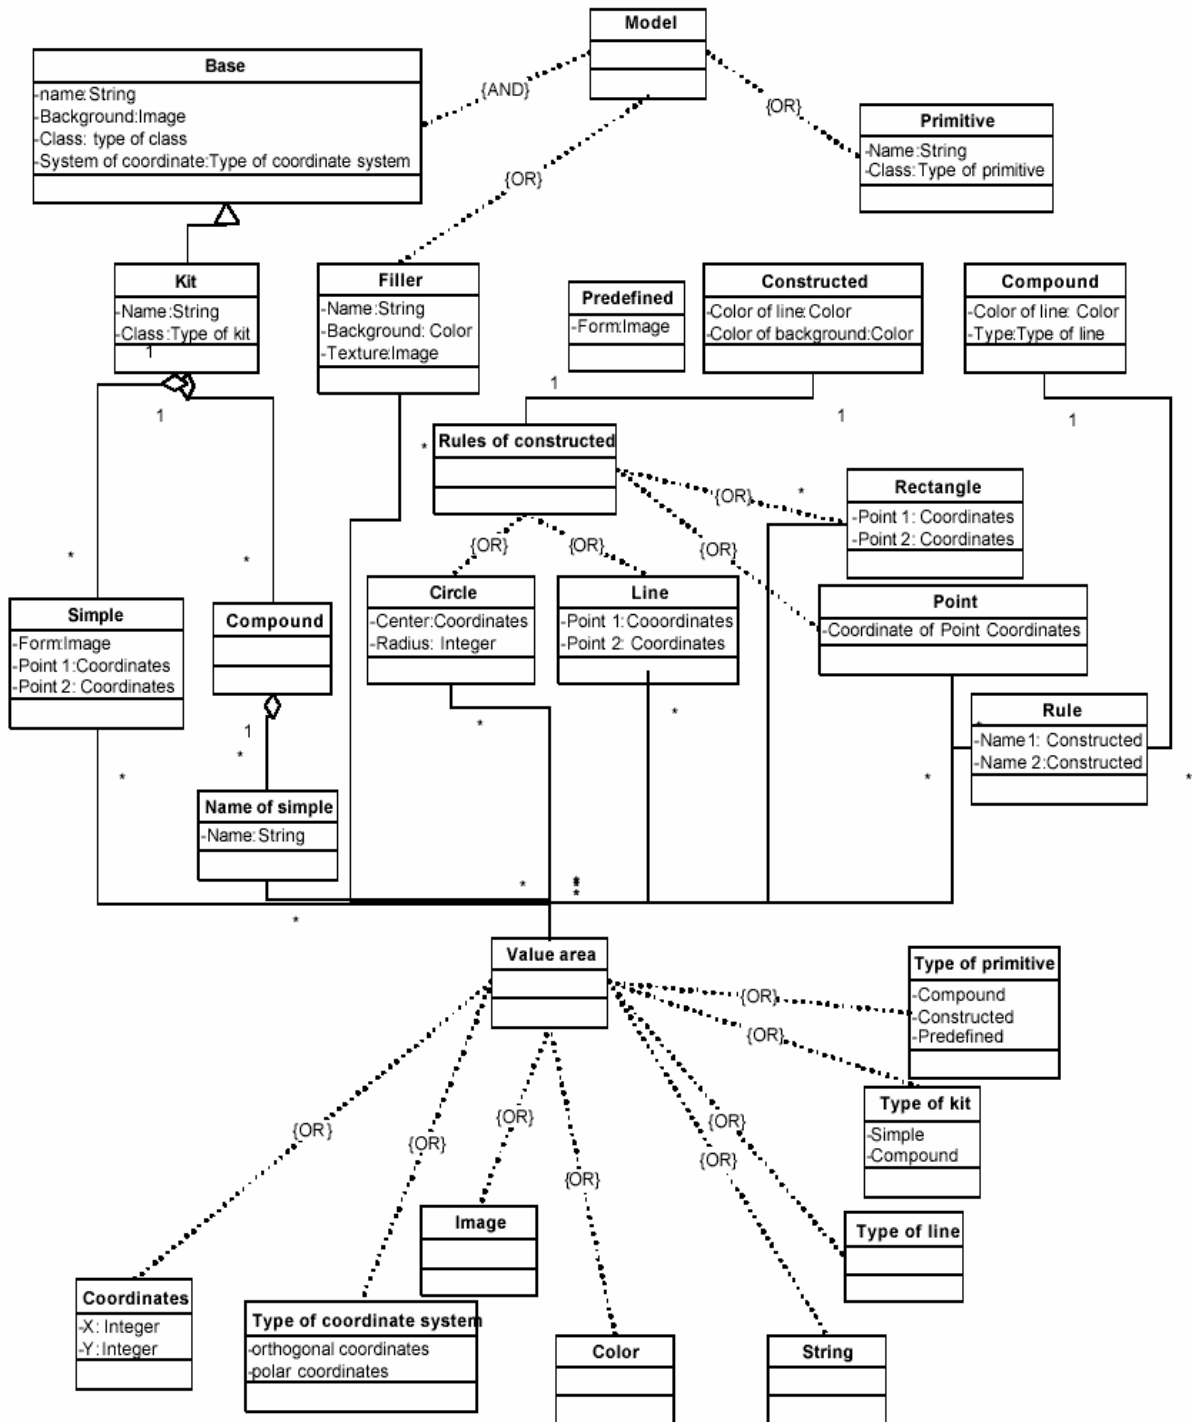 Model
Base
-name:String
-Background:Image
-Class: type of class
-System of coordinate:Type of coordinate system
{AND}
{OR}
{OR}
Primitive
-Name:String
-Class:Type of primitive
Kit
-Name:String
-Class:Type of kit
1
1
Filler
-Name:String
-Background: Color
-Texture:Image
Predefined
-Form:Image
Constructed
-Color of line:Color
-Color of background:Color
Compound
-Color of line: Color
-Type:Type of line
1
1
1
*
Rules of constructed
{OR}
*
{OR}
{OR}
{OR}
Rectangle
-Point 1: Coordinates
-Point 2: Coordinates
*
*
Simple
-Form:Image
-Point 1:Coordinates
-Point 2: Coordinates
Compound
Circle
-Center:Coordinates
-Radius: Integer
Line
-Point 1:Cooordinates
-Point 2: Coordinates
Point
-Coordinate of Point Coordinates
Rule
*
-Name1: Constructed
-Name 2:Constructed
1
*
*
*
*
*
*
Name of simple
-Name:String
*
*
*
*
*
Value area
Type of primitive
-Compound
-Constructed
-Predefined
{OR}
{OR}
Type of kit
-Simple
-Compound
{OR}
{OR}
{OR}
{OR}
{OR}
{OR}
Image
Type of line
Coordinates
-X: Integer
-Y: Integer
Type of coordinate system
-orthogonal coordinates
-polar coordinates
Color
String